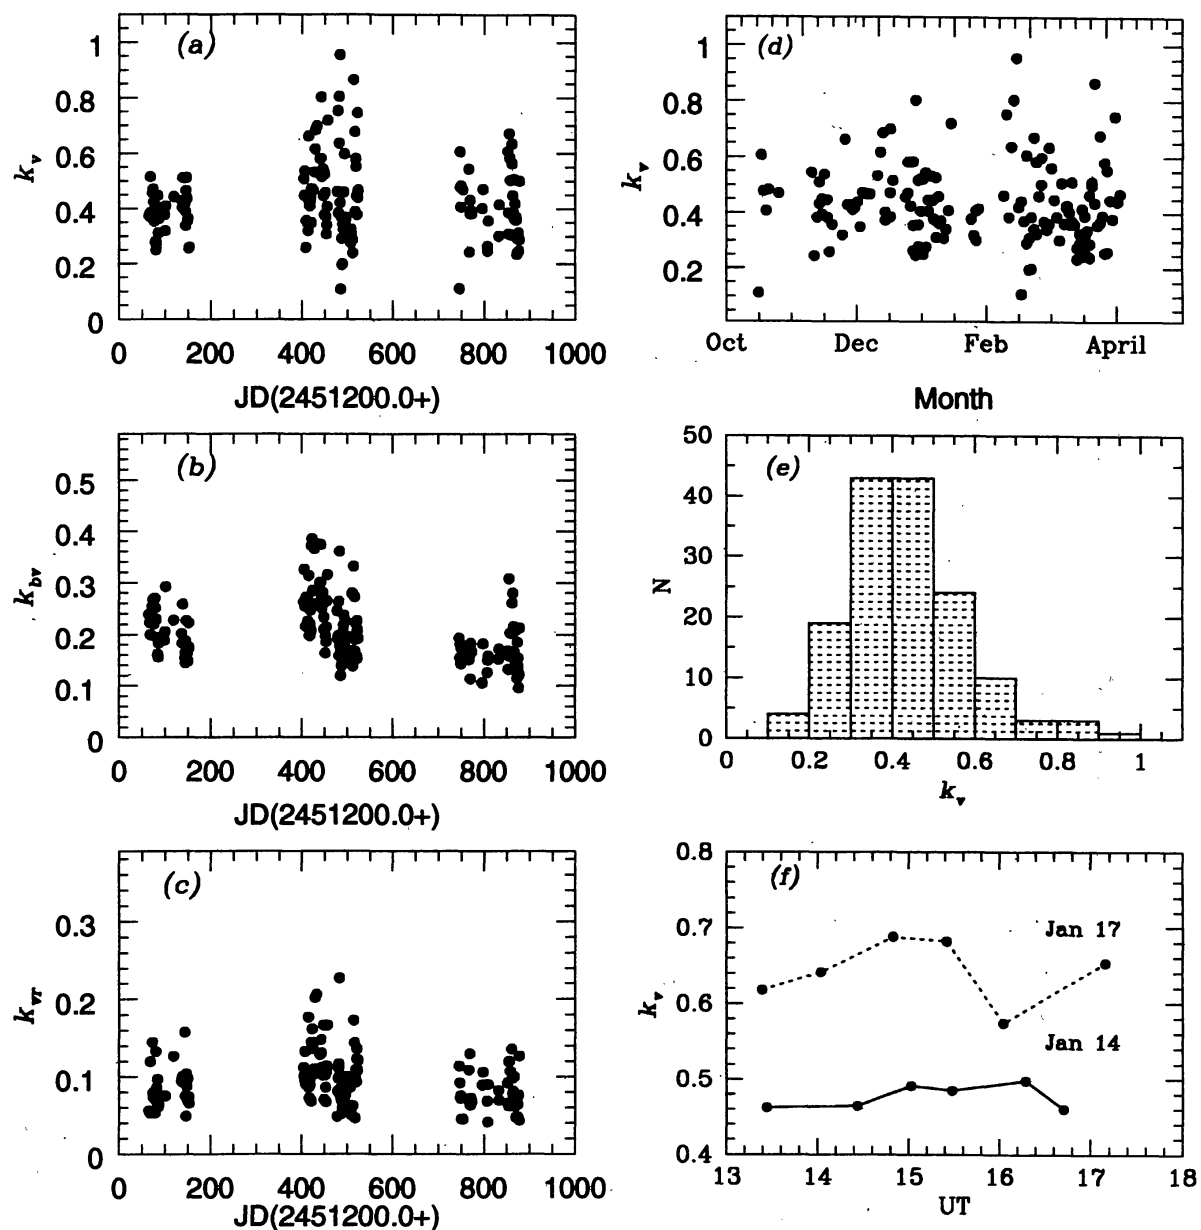 (a)
1
0.8
0.6
0.4
0.2
0
k_v
0 200 400 600 800 1000
JD(2451200.0+)
(d)
1
0.8
0.6
0.4
0.2
k_v
Oct Dec Feb April
Month
(b)
0.5
0.4
0.3
0.2
0.1
0
k_bv
0 200 400 600 800 1000
JD(2451200.0+)
(e)
50
40
30
20
10
0
N
0 0.2 0.4 0.6 0.8 1
k_v
(c)
0.3
0.2
0.1
0
k_vr
0 200 400 600 800 1000
JD(2451200.0+)
(f)
0.8
0.7
0.6
0.5
0.4
k_v
Jan 17
Jan 14
13 14 15 16 17 18
UT